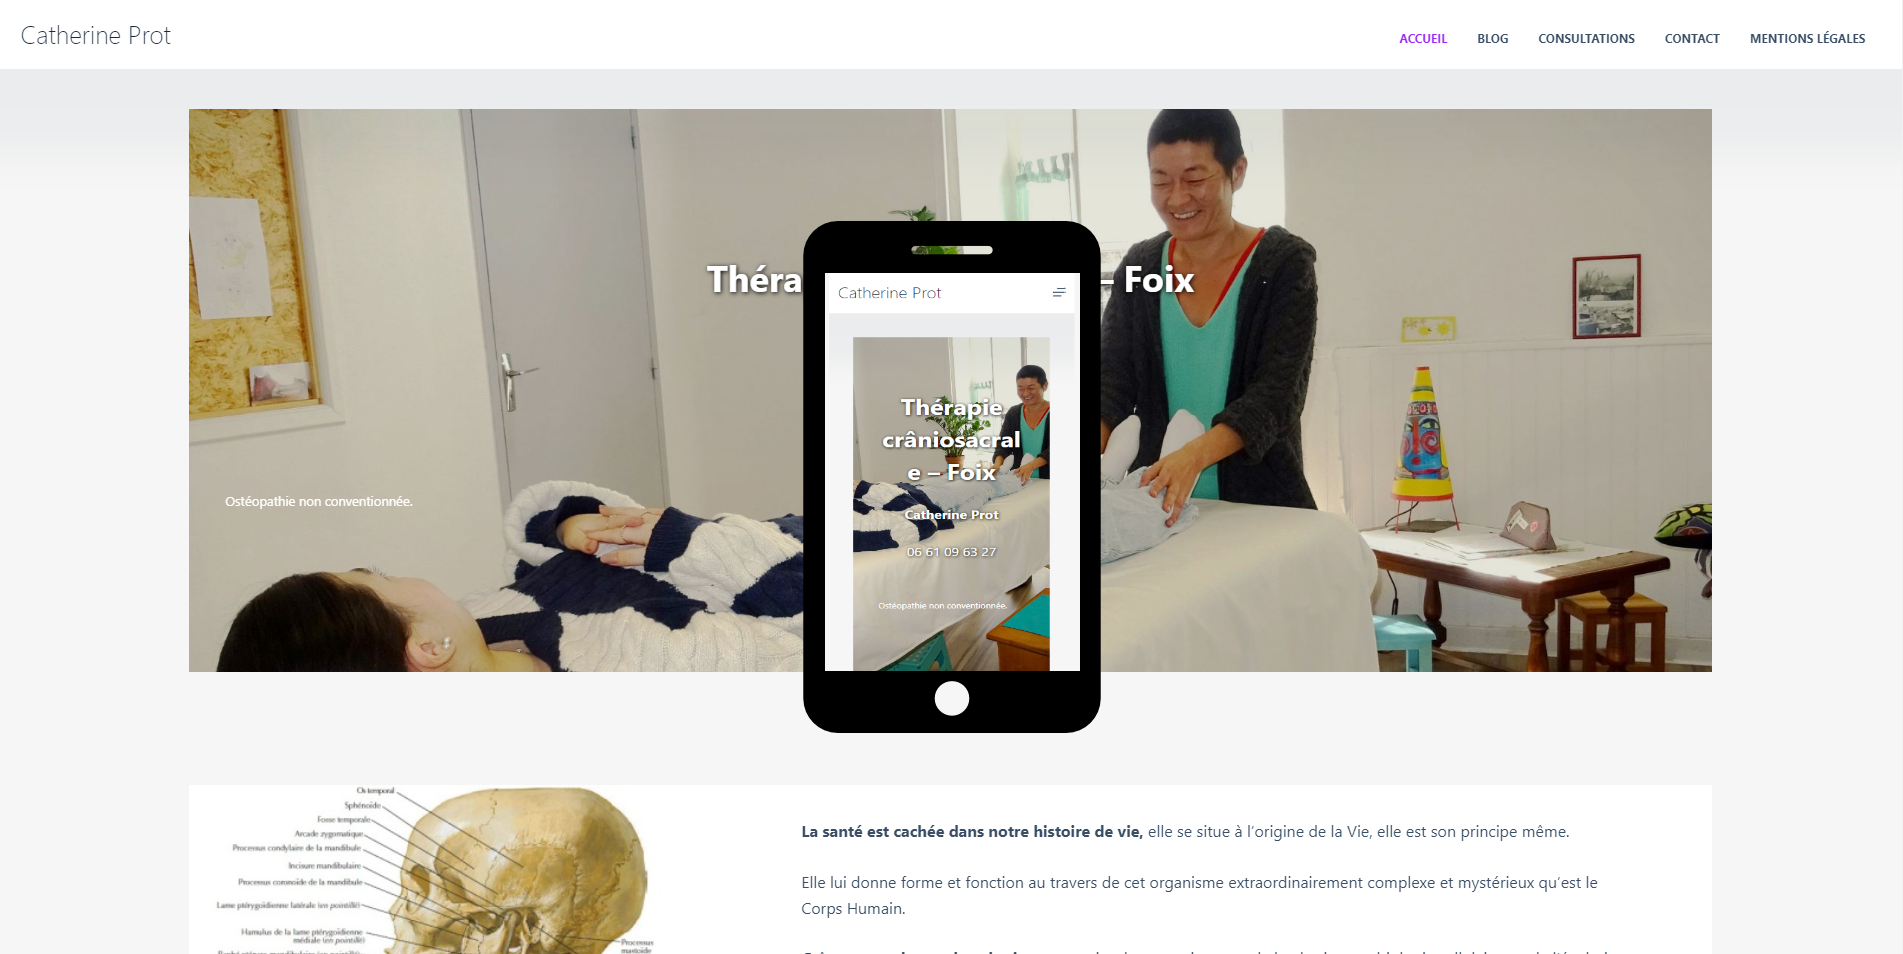 Catherine Prot
ACCUEIL BLOG CONSULTATIONS CONTACT MENTIONS LÉGALES
Théra – Foix
Catherine Prot
Thérapie
crâniosacral
e – Foix
Catherine Prot
06 61 09 63 27
Ostéopathie non conventionnée.
Ostéopathie non conventionnée.
Os temporal
Sphénoïde
Fosse temporale
Arcade zygomatique
Processus condylaire de la mandibule
Incisure mandibulaire
Processus coronoïde de la mandibule
Lame ptérygoïdienne latérale (en pointillé)
Hamulus de la lame ptérygoïdienne
médiale (en pointillé)
Processus
mastoïde
La santé est cachée dans notre histoire de vie, elle se situe à l’origine de la Vie, elle est son principe même.
Elle lui donne forme et fonction au travers de cet organisme extraordinairement complexe et mystérieux qu’est le
Corps Humain.